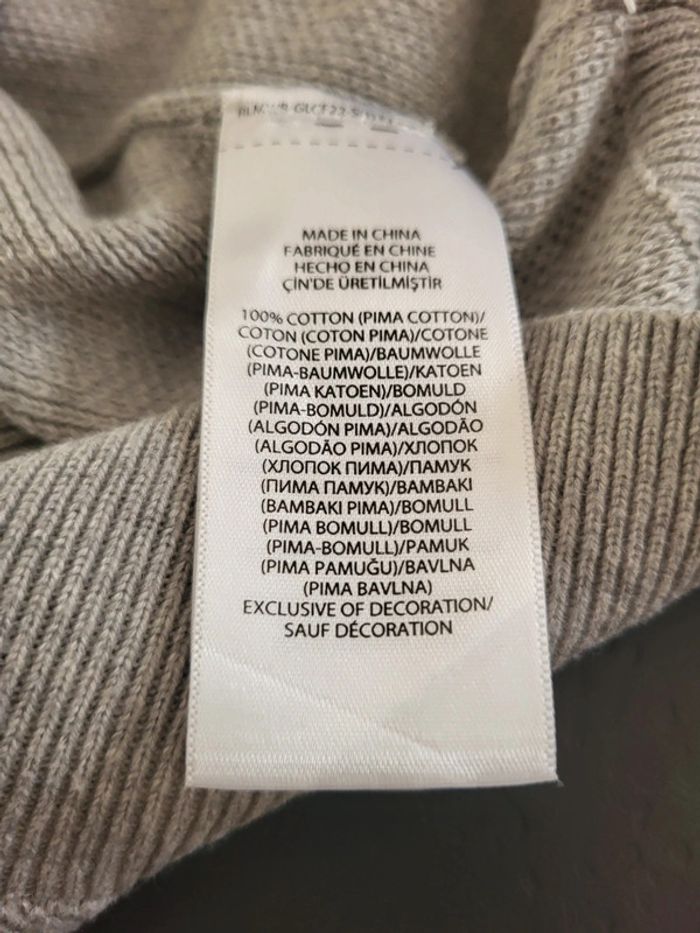 MADE IN CHINA
FABRIQUÉ EN CHINE
HECHO EN CHINA
ÇİN'DE ÜRETİLMİŞTİR
100% COTTON (PIMA COTTON)/
COTON (COTON PIMA)/COTONE
(COTONE PIMA)/BAUMWOLLE
(PIMA-BAUMWOLLE)/KATOEN
(PIMA KATOEN)/BOMULD
(PIMA-BOMULD)/ALGODÓN
(ALGODÓN PIMA)/ALGODÃO
(ALGODÃO PIMA)/ХЛОПОК
(ХЛОПОК ПИМА)/ПАМУК
(ПИМА ПАМУК)/BAMBAKI
(BAMBAKI PIMA)/BOMULL
(PIMA BOMULL)/BOMULL
(PIMA-BOMULL)/PAMUK
(PIMA PAMUĞU)/BAVLNA
(PIMA BAVLNA)
EXCLUSIVE OF DECORATION/
SAUF DÉCORATION